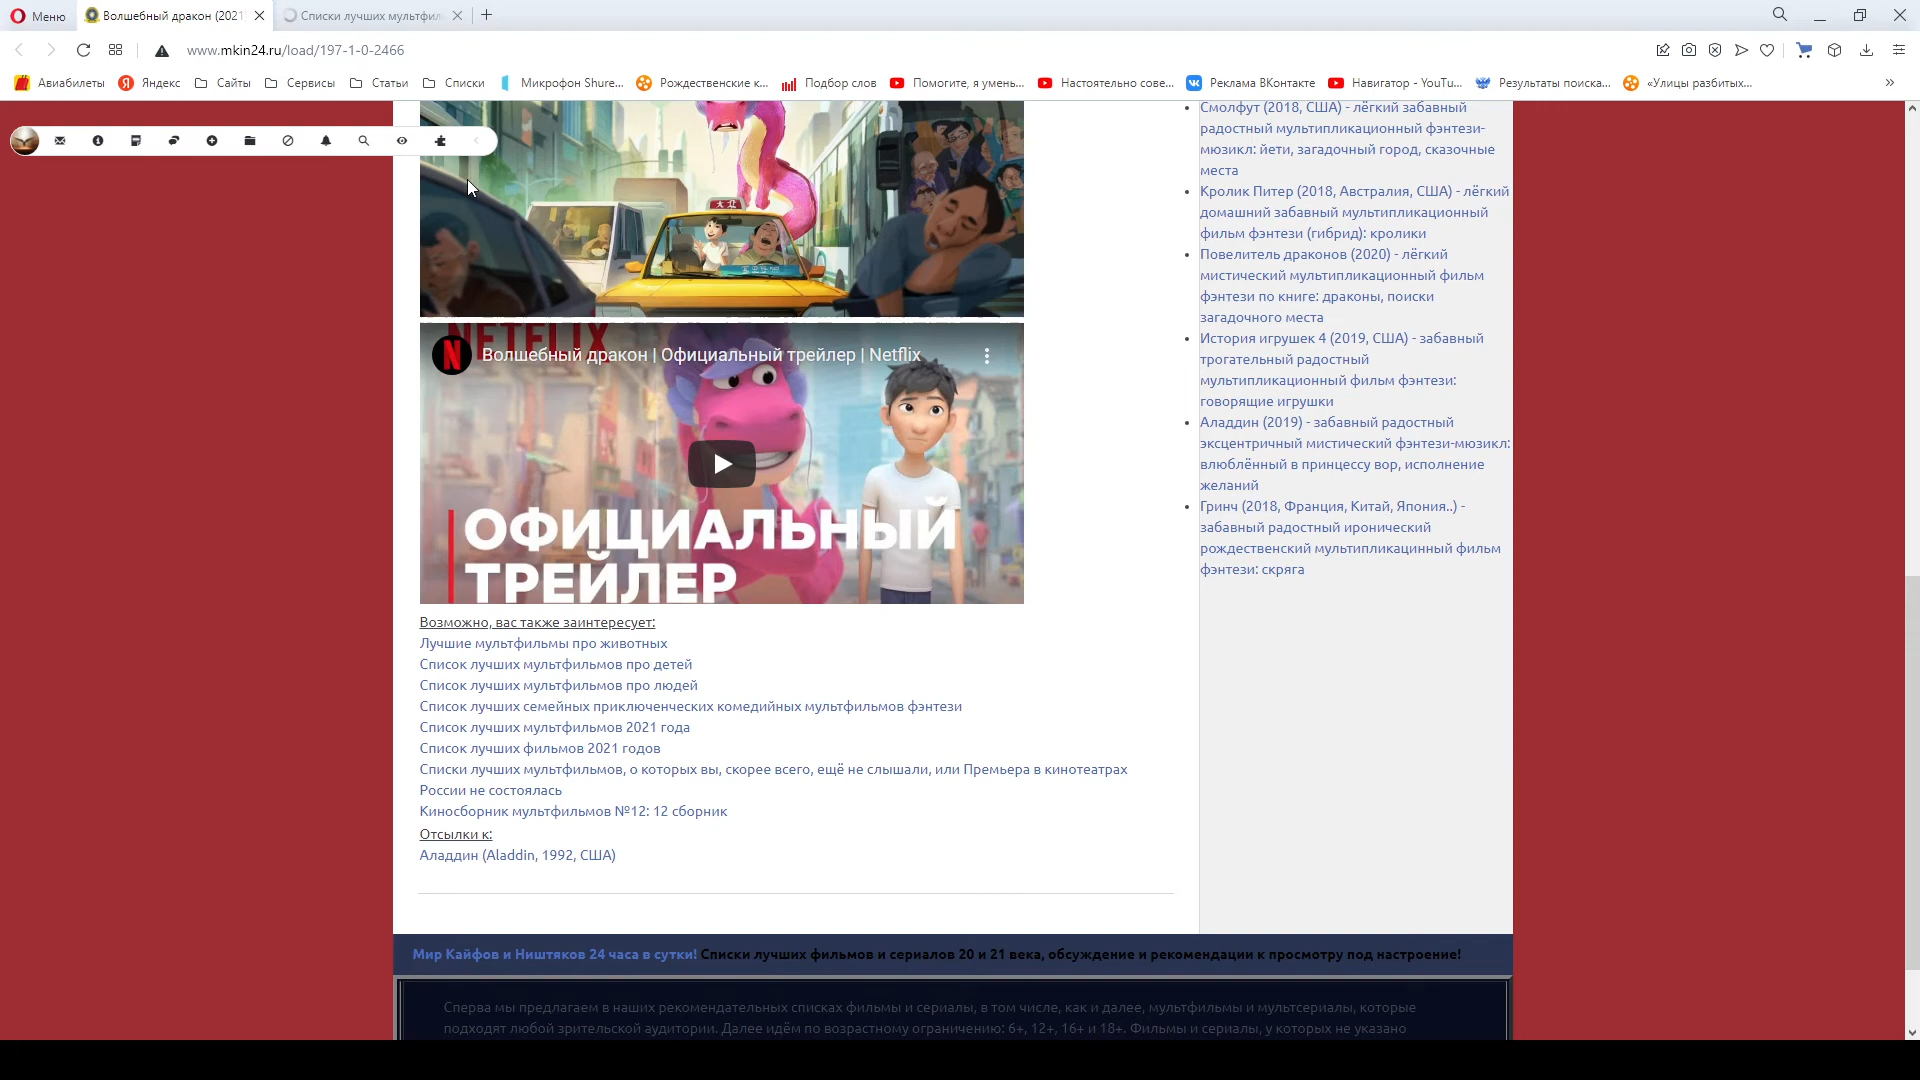 Меню
Волшебный дракон (2021
Списки лучших мультфил
www.mkin24.ru/load/197-1-0-2466
Авиабилеты
Яндекс
Сайты
Сервисы
Статьи
Списки
Микрофон Shure...
Рождественские к...
Подбор слов
Помогите, я умень...
Настоятельно сове...
Реклама ВКонтакте
Навигатор - YouTu...
Результаты поиска...
«Улицы разбитых...
NETFLIX
Волшебный дракон | Официальный трейлер | Netflix
ОФИЦИАЛЬНЫЙ
ТРЕЙЛЕР
Возможно, вас также заинтересует:
Лучшие мультфильмы про животных
Список лучших мультфильмов про детей
Список лучших мультфильмов про людей
Список лучших семейных приключенческих комедийных мультфильмов фэнтези
Список лучших мультфильмов 2021 года
Список лучших фильмов 2021 годов
Списки лучших мультфильмов, о которых вы, скорее всего, ещё не слышали, или Премьера в кинотеатрах
России не состоялась
Киносборник мультфильмов №12: 12 сборник
Отсылки к:
Аладдин (Aladdin, 1992, США)
Смолфут (2018, США) - лёгкий забавный
радостный мультипликационный фэнтези-
мюзикл: йети, загадочный город, сказочные
места
Кролик Питер (2018, Австралия, США) - лёгкий
домашний забавный мультипликационный
фильм фэнтези (гибрид): кролики
Повелитель драконов (2020) - лёгкий
мистический мультипликационный фильм
фэнтези по книге: драконы, поиски
загадочного места
История игрушек 4 (2019, США) - забавный
трогательный радостный
мультипликационный фильм фэнтези:
говорящие игрушки
Аладдин (2019) - забавный радостный
эксцентричный мистический фэнтези-мюзикл:
влюблённый в принцессу вор, исполнение
желаний
Гринч (2018, Франция, Китай, Япония..) -
забавный радостный иронический
рождественский мультипликацинный фильм
фэнтези: скряга
Мир Кайфов и Ништяков 24 часа в сутки! Списки лучших фильмов и сериалов 20 и 21 века, обсуждение и рекомендации к просмотру под настроение!
Сперва мы предлагаем в наших рекомендательных списках фильмы и сериалы, в том числе, как и далее, мультфильмы и мультсериалы, которые
подходят любой зрительской аудитории. Далее идём по возрастному ограничению: 6+, 12+, 16+ и 18+. Фильмы и сериалы, у которых не указано